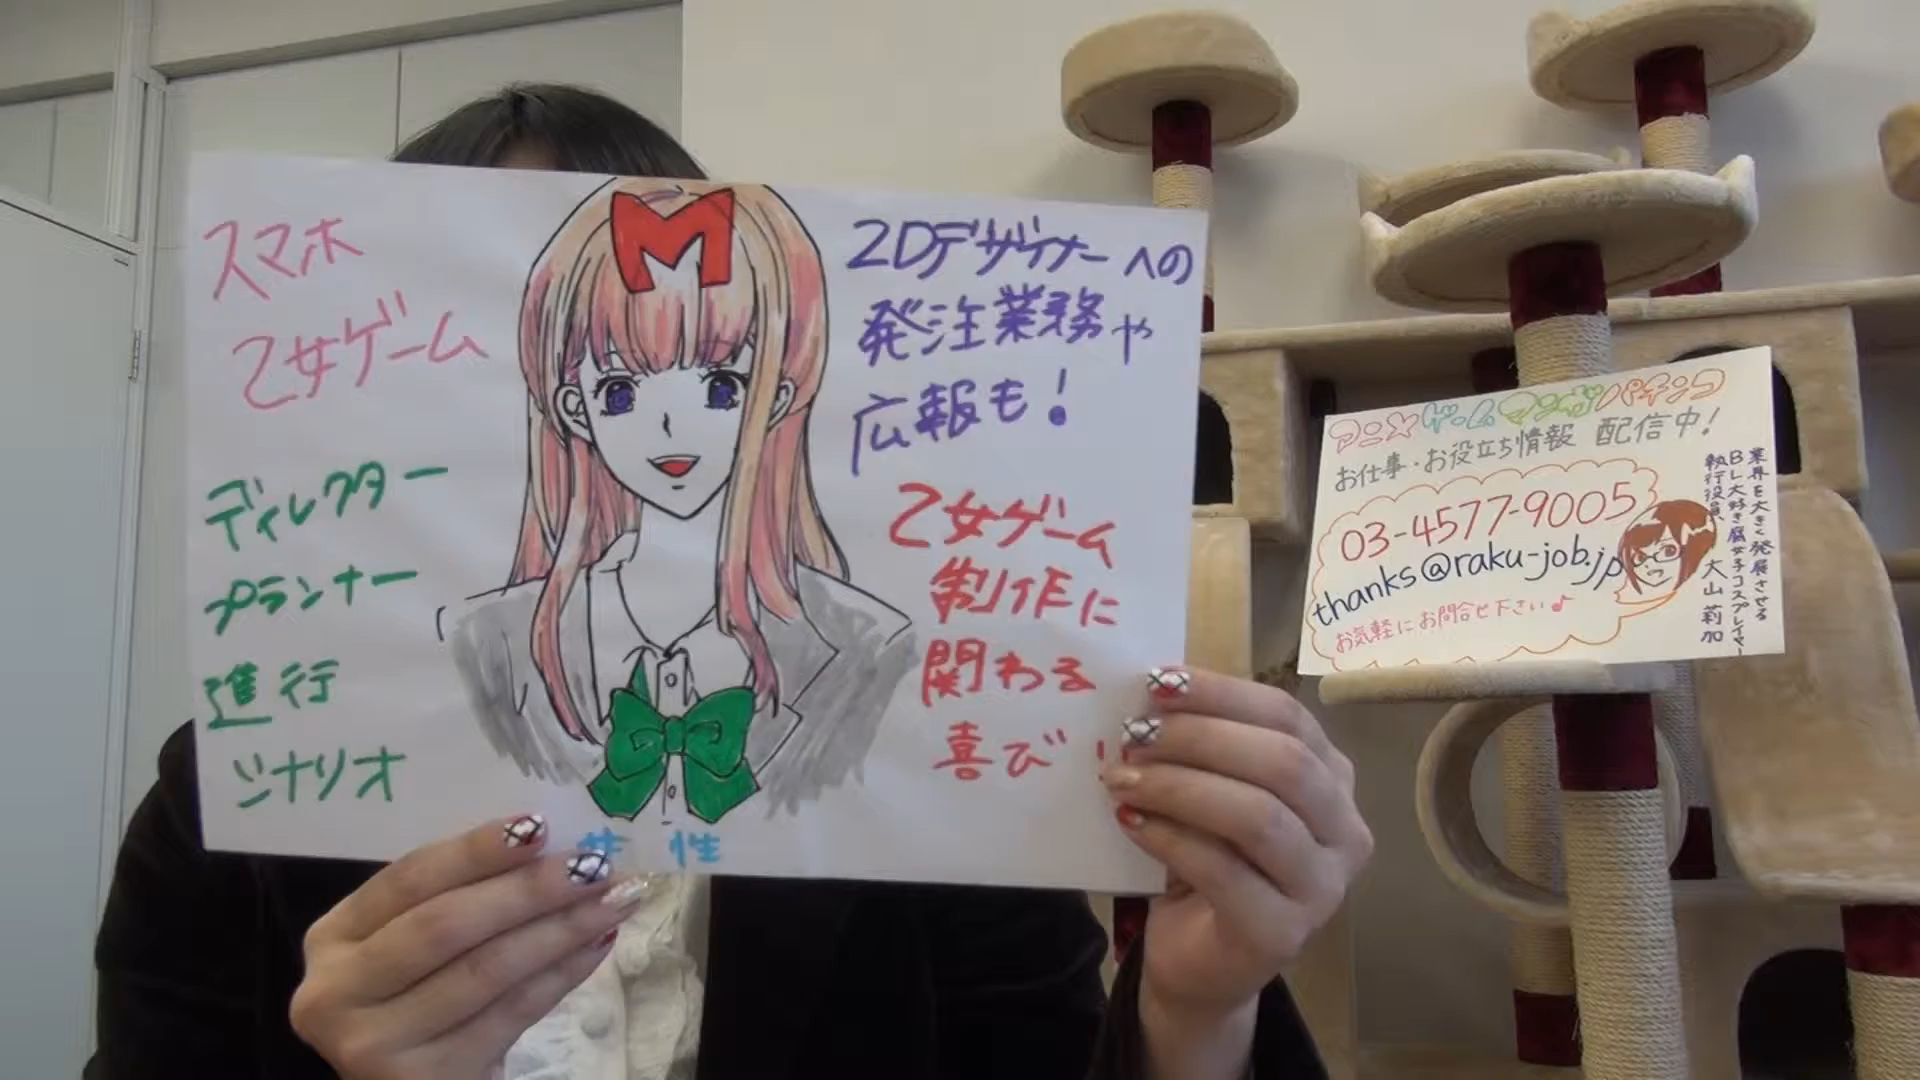 スマホ
乙女ゲーム
ディレクター
プランナー
進行
シナリオ
M
2Dデザイナーへの
発注業務や
広報も!
乙女ゲーム
制作に
関わる
喜び
性
アニメゲームマンガパチンコ
お仕事・お役立ち情報 配信中!
03-4577-9005
thanks@raku-job.jp
お気軽にお問合せ下さい♪
業界を大きく発展させる
BL大好き腐女子コスプレイヤー
執行役員 大山莉加